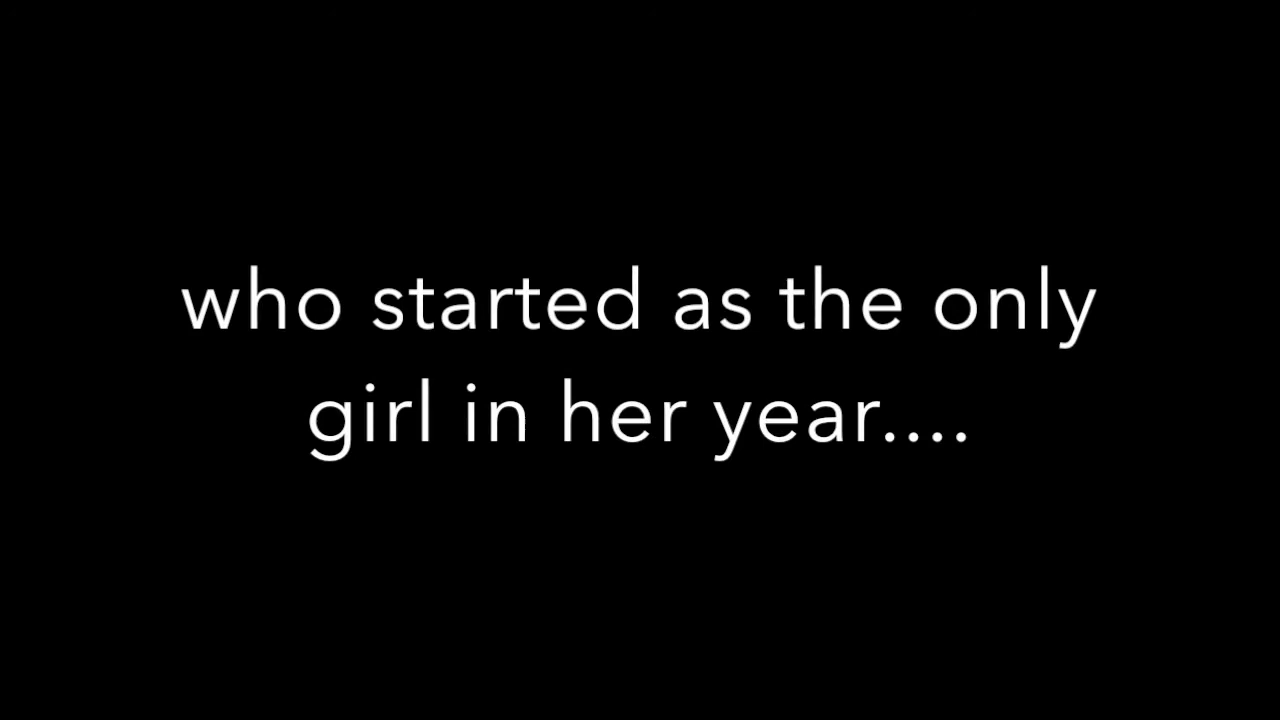 who started as the only
girl in her year....